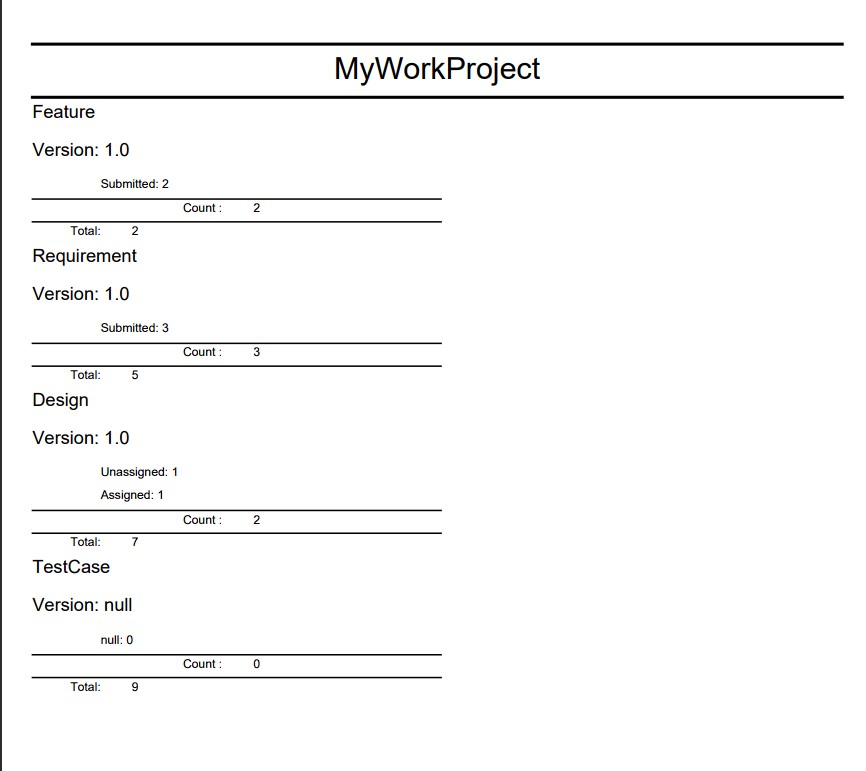 MyWorkProject
Feature
Version: 1.0
Submitted: 2
Count : 2
Total: 2
Requirement
Version: 1.0
Submitted: 3
Count : 3
Total: 5
Design
Version: 1.0
Unassigned: 1
Assigned: 1
Count : 2
Total: 7
TestCase
Version: null
null: 0
Count : 0
Total: 9